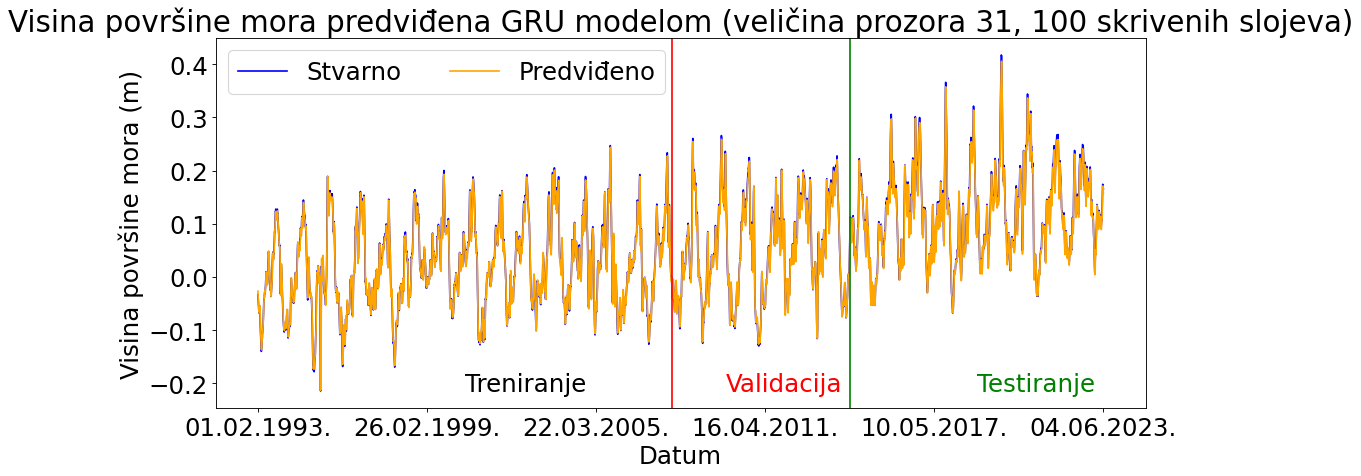 Visina površine mora predviđena GRU modelom (veličina prozora 31, 100 skrivenih slojeva)
Visina površine mora (m)
0.4
0.3
0.2
0.1
0.0
−0.1
−0.2
Stvarno Predviđeno
Treniranje Validacija Testiranje
01.02.1993. 26.02.1999. 22.03.2005. 16.04.2011. 10.05.2017. 04.06.2023.
Datum